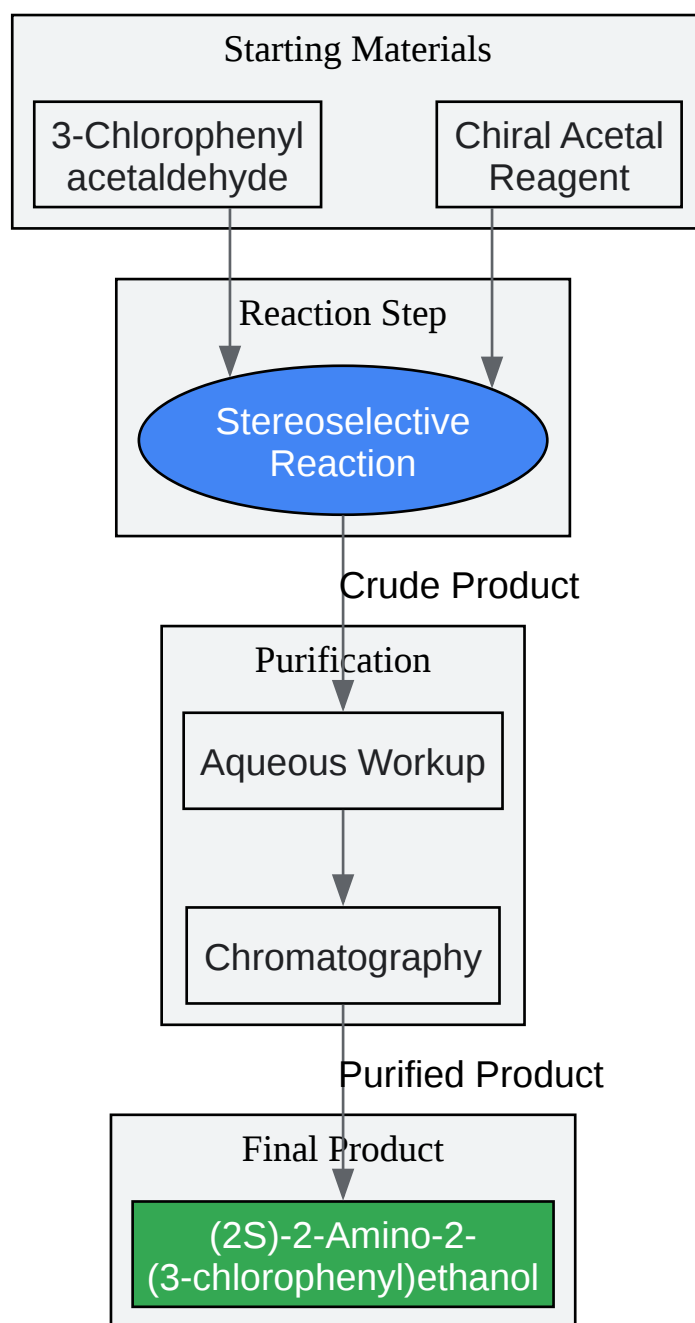 Starting Materials
3-Chlorophenyl
acetaldehyde
Chiral Acetal
Reagent
Reaction Step
Stereoselective
Reaction
Crude Product
Purification
Aqueous Workup
Chromatography
Purified Product
Final Product
(2S)-2-Amino-2-
(3-chlorophenyl)ethanol